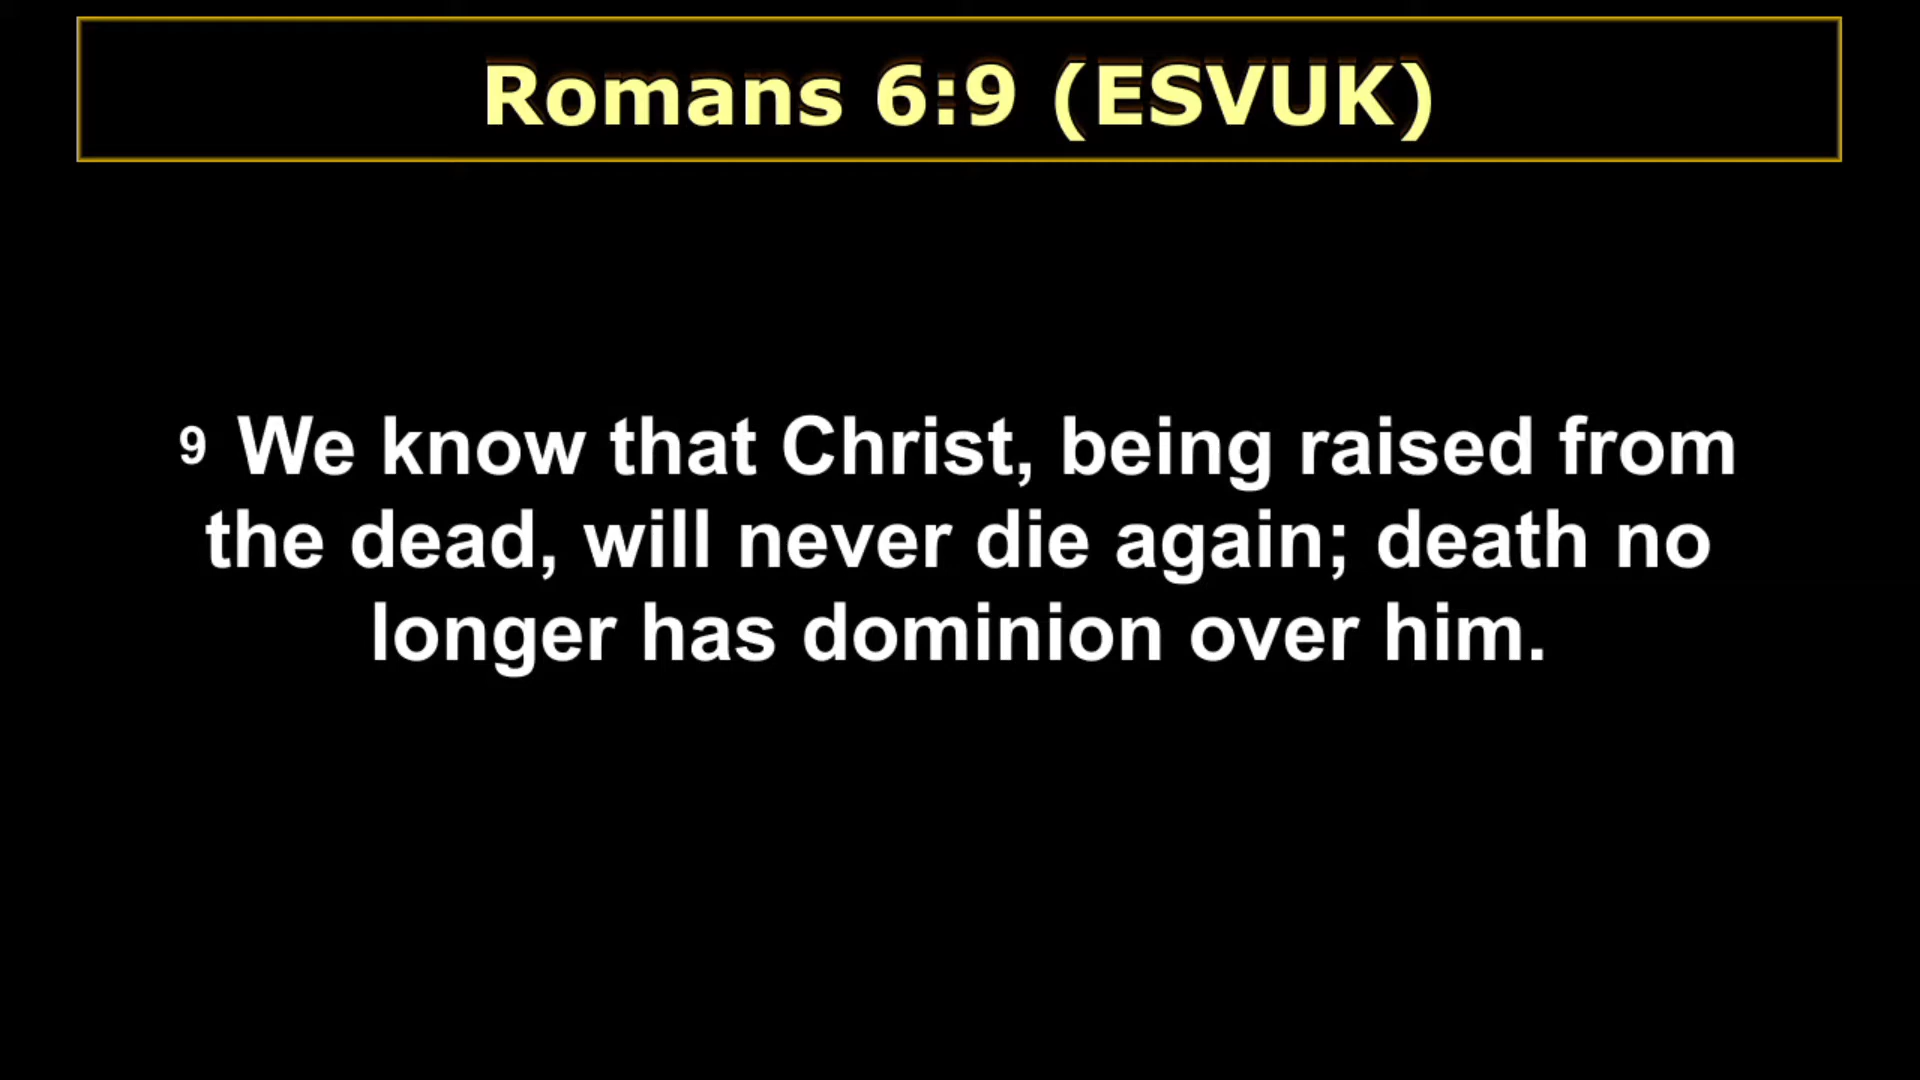 Romans 6:9 (ESVUK)
9 We know that Christ, being raised from
the dead, will never die again; death no
longer has dominion over him.